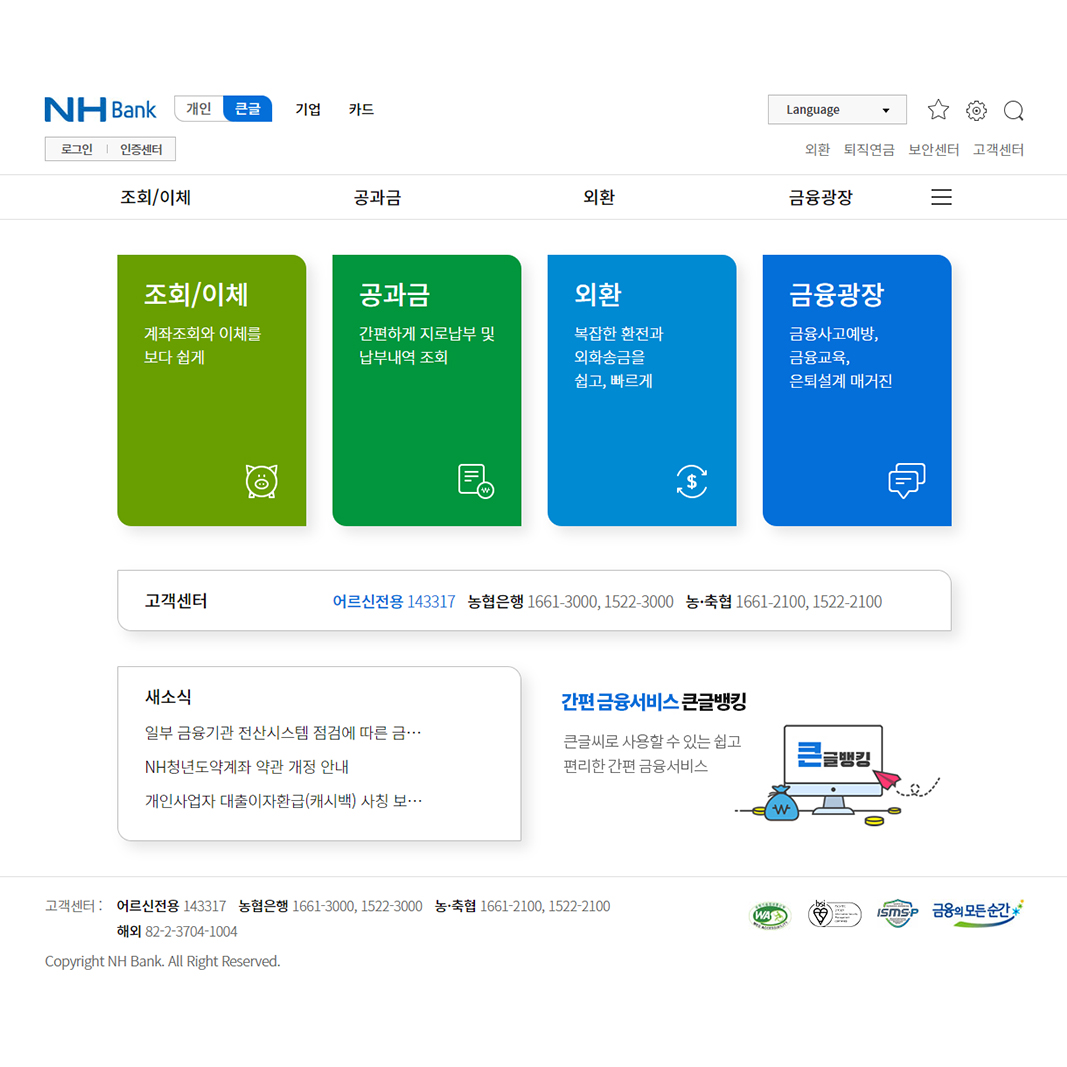 NH Bank 개인 큰글 기업 카드 Language
로그인 인증센터 외환 퇴직연금 보안센터 고객센터
조회/이체 공과금 외환 금융광장
조회/이체
계좌조회와 이체를
보다 쉽게
공과금
간편하게 지로납부 및
납부내역 조회
외환
복잡한 환전과
외화송금을
쉽고, 빠르게
금융광장
금융사고예방,
금융교육,
은퇴설계 매거진
고객센터 어르신전용 143317 농협은행 1661-3000, 1522-3000 농·축협 1661-2100, 1522-2100
새소식
일부 금융기관 전산시스템 점검에 따른 금···
NH청년도약계좌 약관 개정 안내
개인사업자 대출이자환급(캐시백) 사칭 보···
간편 금융서비스 큰글뱅킹
큰글씨로 사용할 수 있는 쉽고
편리한 간편 금융서비스
큰글뱅킹
고객센터 : 어르신전용 143317 농협은행 1661-3000, 1522-3000 농·축협 1661-2100, 1522-2100
해외 82-2-3704-1004
Copyright NH Bank. All Right Reserved.
WA
bsi
ISMS-P
금융의 모든 순간